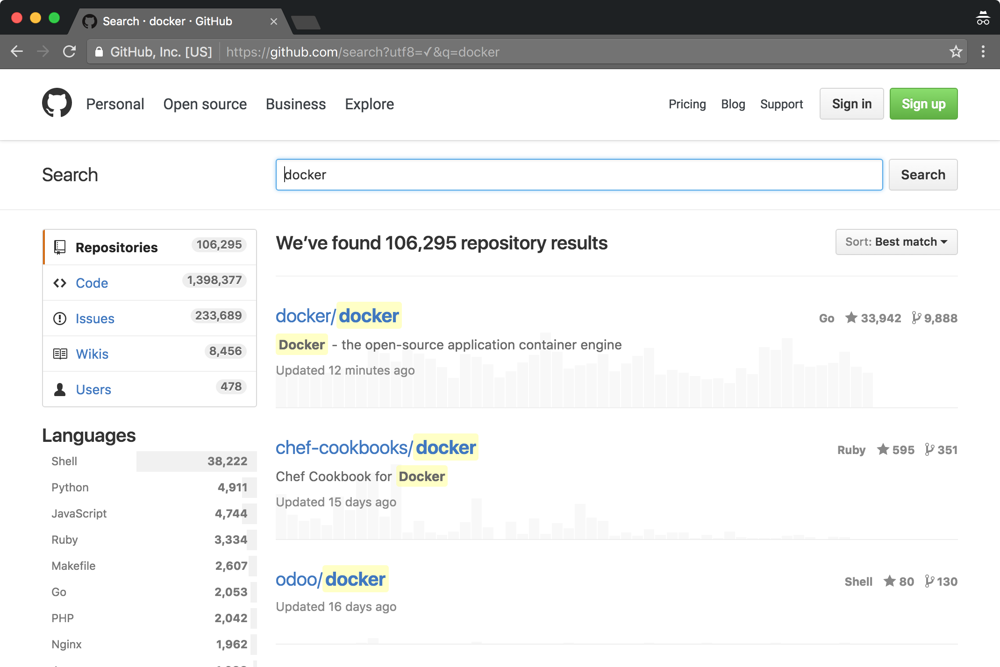 Search · docker · GitHub
GitHub, Inc. [US] https://github.com/search?utf8=✓&q=docker
Personal Open source Business Explore Pricing Blog Support Sign in Sign up
Search docker Search
Repositories 106,295
Code 1,398,377
Issues 233,689
Wikis 8,456
Users 478
Languages
Shell 38,222
Python 4,911
JavaScript 4,744
Ruby 3,334
Makefile 2,607
Go 2,053
PHP 2,042
Nginx 1,962
We’ve found 106,295 repository results
Sort: Best match
docker/docker
Go 33,942 9,888
Docker - the open-source application container engine
Updated 12 minutes ago
chef-cookbooks/docker
Ruby 595 351
Chef Cookbook for Docker
Updated 15 days ago
odoo/docker
Shell 80 130
Updated 16 days ago